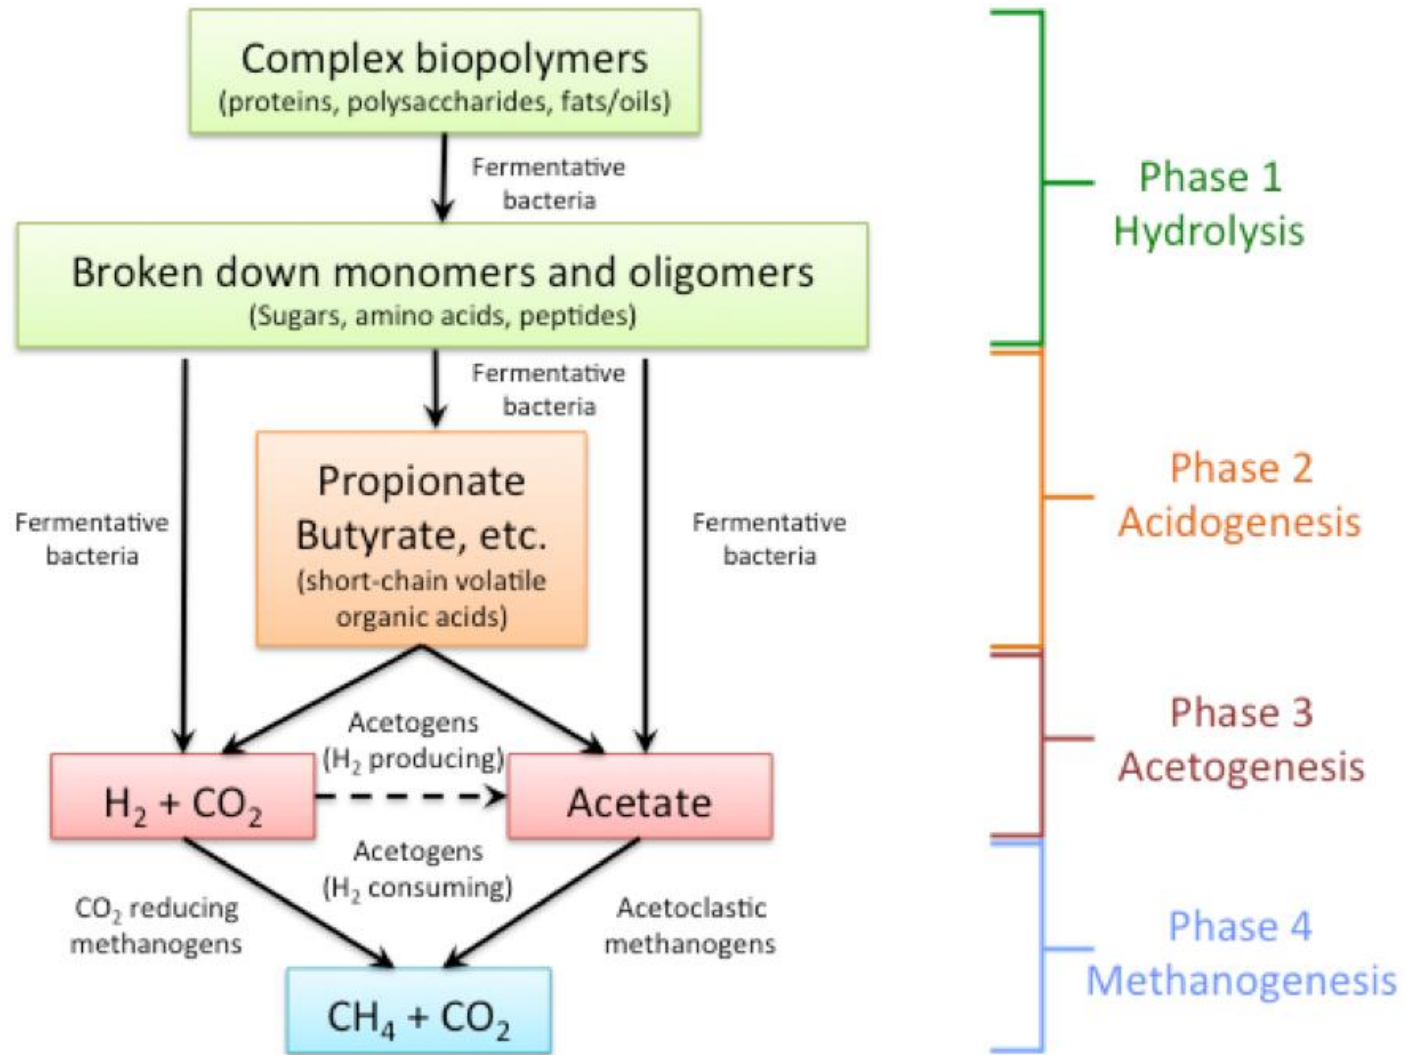 Complex biopolymers
(proteins, polysaccharides, fats/oils)
Fermentative
bacteria
Phase 1
Hydrolysis
Broken down monomers and oligomers
(Sugars, amino acids, peptides)
Fermentative
bacteria
Propionate
Butyrate, etc.
(short-chain volatile
organic acids)
Fermentative
bacteria
Fermentative
bacteria
Phase 2
Acidogenesis
Acetogens
(H₂ producing)
H₂ + CO₂
Acetate
Phase 3
Acetogenesis
Acetogens
(H₂ consuming)
CO₂ reducing
methanogens
Acetoclastic
methanogens
CH₄ + CO₂
Phase 4
Methanogenesis